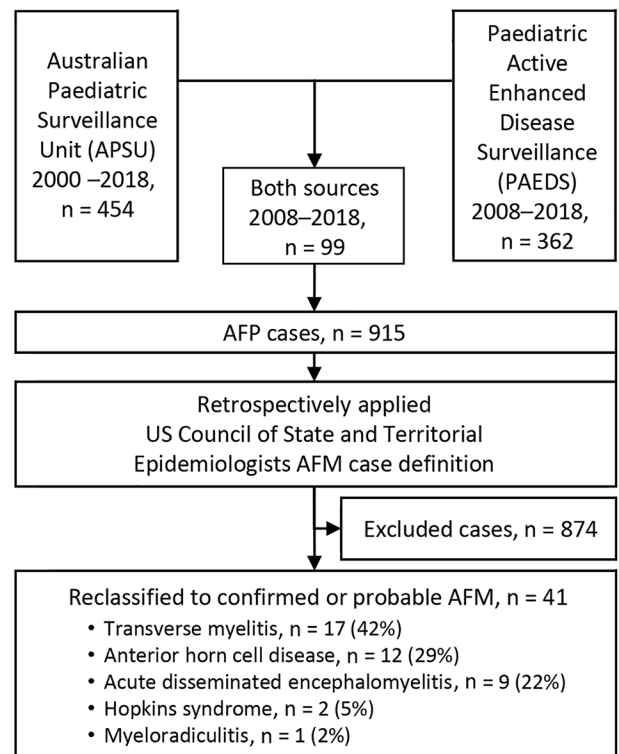 Australian
Paediatric
Surveillance
Unit (APSU)
2000 –2018,
n = 454
Paediatric
Active
Enhanced
Disease
Surveillance
(PAEDS)
2008–2018,
n = 362
Both sources
2008–2018,
n = 99
AFP cases, n = 915
Retrospectively applied
US Council of State and Territorial
Epidemiologists AFM case definition
Excluded cases, n = 874
Reclassified to confirmed or probable AFM, n = 41
• Transverse myelitis, n = 17 (42%)
• Anterior horn cell disease, n = 12 (29%)
• Acute disseminated encephalomyelitis, n = 9 (22%)
• Hopkins syndrome, n = 2 (5%)
• Myeloradiculitis, n = 1 (2%)